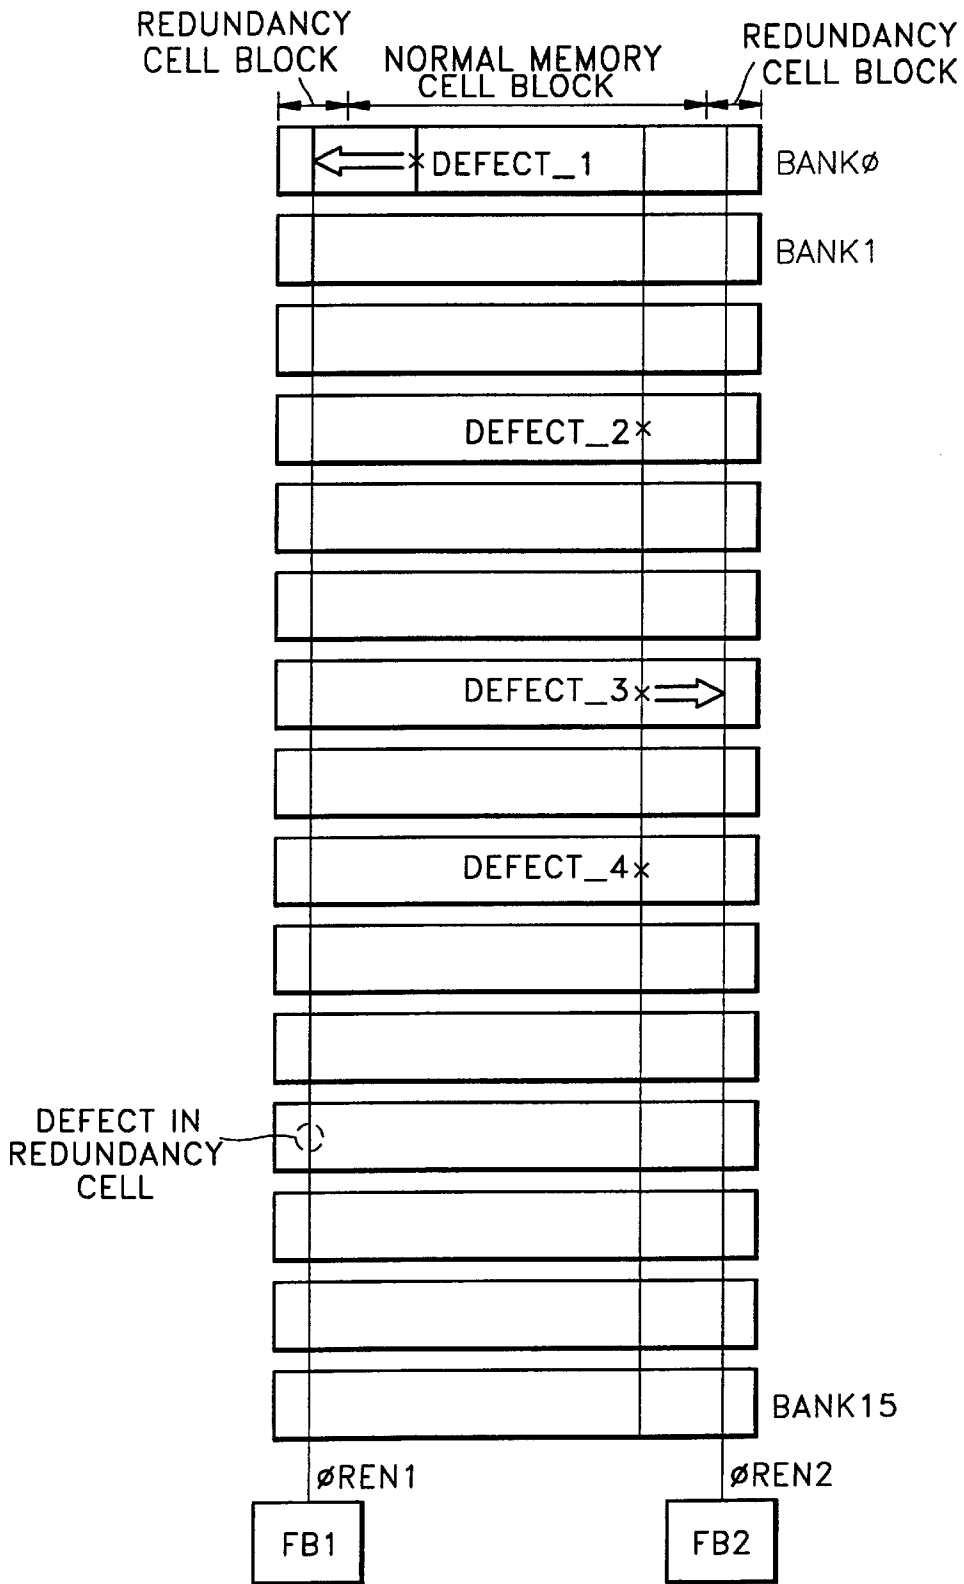 REDUNDANCY
CELL BLOCK
NORMAL MEMORY
CELL BLOCK
REDUNDANCY
CELL BLOCK
DEFECT_1
BANKø
BANK1
DEFECT_2
DEFECT_3
DEFECT_4
DEFECT IN
REDUNDANCY
CELL
BANK15
øREN1
øREN2
FB1
FB2